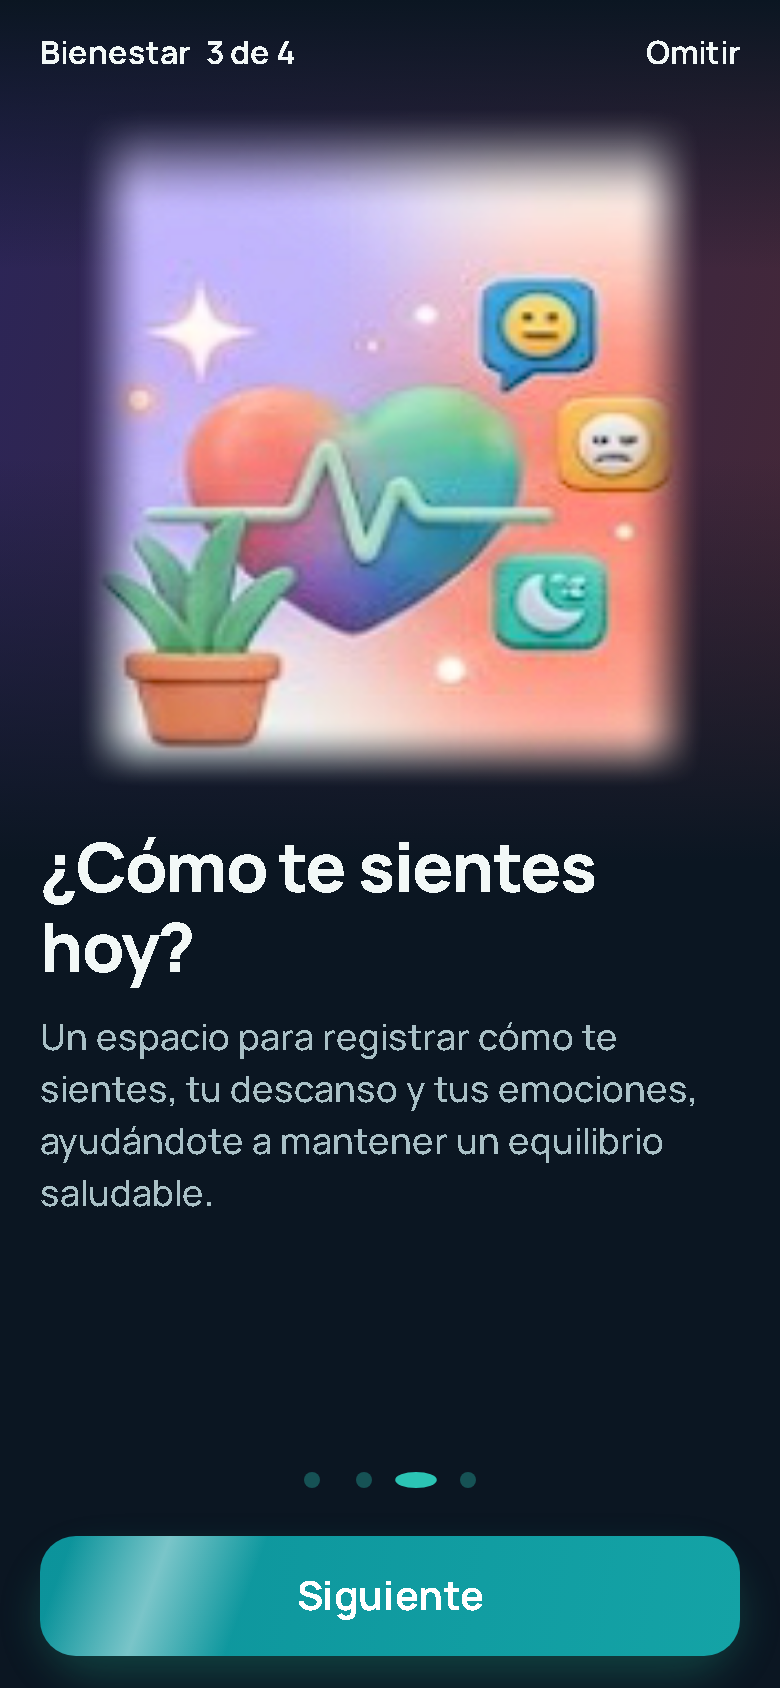 Bienestar 3 de 4
Omitir
¿Cómo te sientes
hoy?
Un espacio para registrar cómo te
sientes, tu descanso y tus emociones,
ayudándote a mantener un equilibrio
saludable.
Siguiente